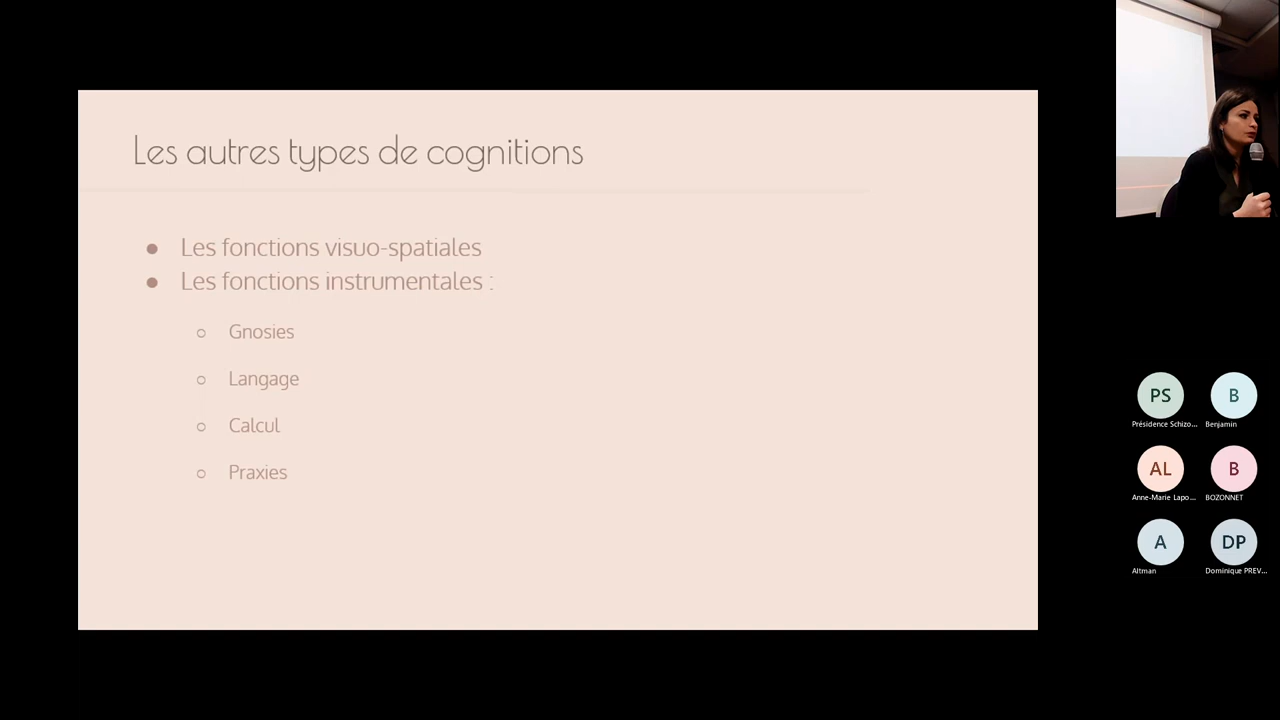 Les autres types de cognitions
● Les fonctions visuo-spatiales
● Les fonctions instrumentales :
○ Gnosies
○ Langage
○ Calcul
○ Praxies
PS
B
Présidence Schizo...
Benjamin
AL
B
Anne-Marie Lapo...
BOZONNET
A
DP
Altman
Dominique PREV...